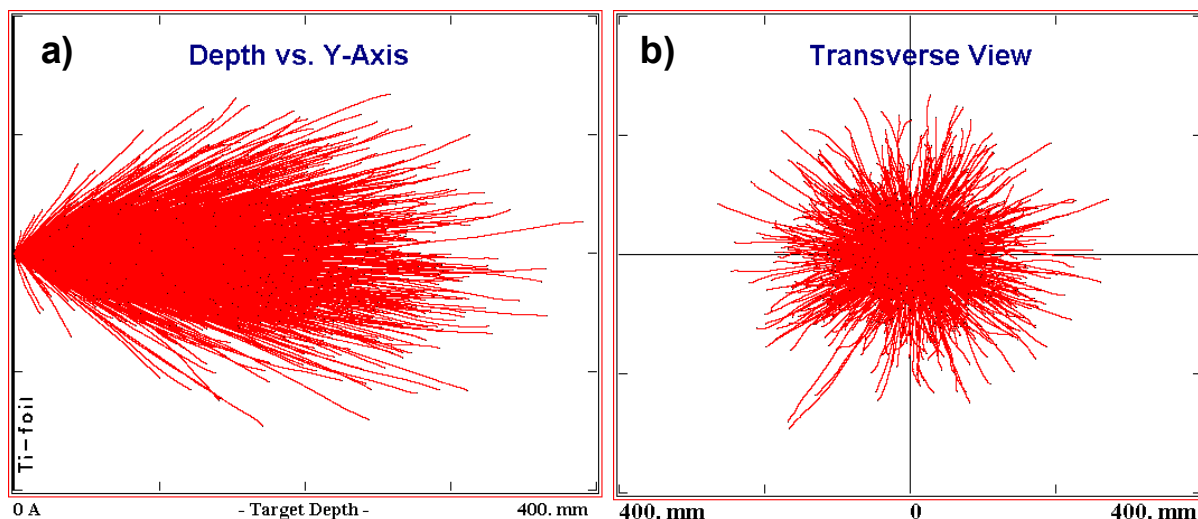 a)
Depth vs. Y-Axis
Ti-foil
0 A
- Target Depth -
400. mm
b)
Transverse View
400. mm
0
400. mm